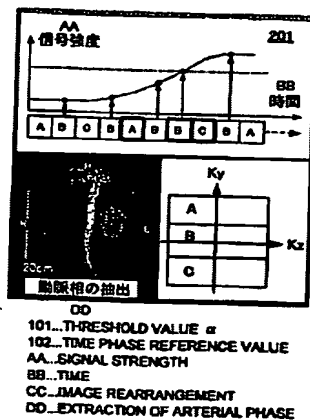 AA
信号強度
201
BB
時間
A B C B A B B C B A
Ky
A
B
Kz
C
20cm
動脈相の抽出
DD
101...THRESHOLD VALUE α
102...TIME PHASE REFERENCE VALUE
AA...SIGNAL STRENGTH
BB...TIME
CC...IMAGE REARRANGEMENT
DD...EXTRACTION OF ARTERIAL PHASE